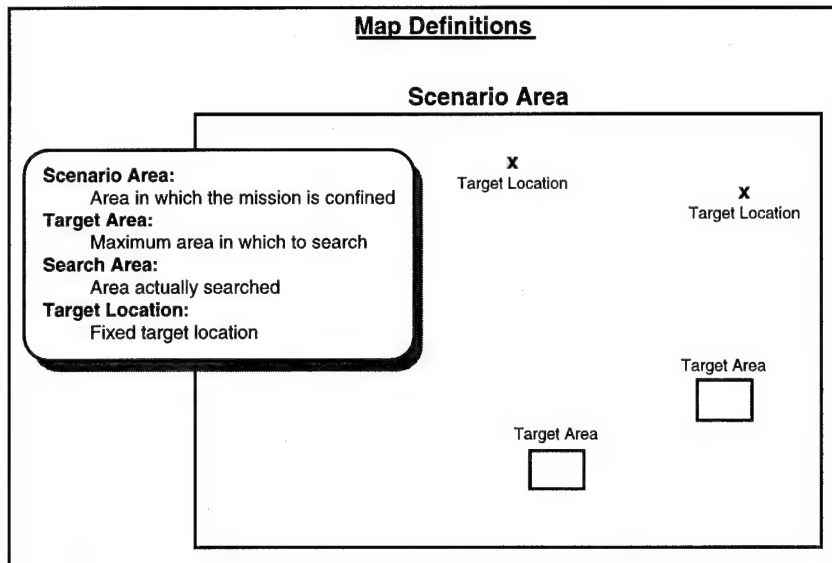 Map Definitions
Scenario Area
Scenario Area:
Area in which the mission is confined
Target Area:
Maximum area in which to search
Search Area:
Area actually searched
Target Location:
Fixed target location
X
Target Location
X
Target Location
Target Area
Target Area